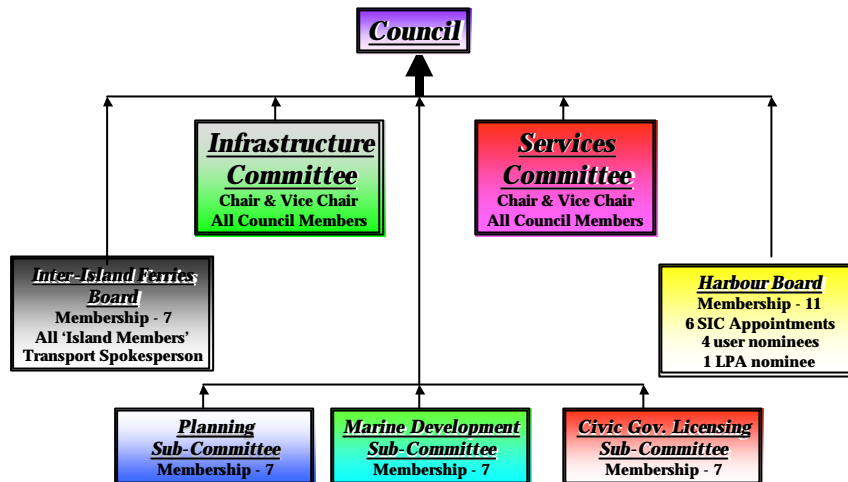 Council
Infrastructure
Committee
Chair & Vice Chair
All Council Members
Services
Committee
Chair & Vice Chair
All Council Members
Inter-Island Ferries
Board
Membership - 7
All ‘Island Members’
Transport Spokesperson
Harbour Board
Membership - 11
6 SIC Appointments
4 user nominees
1 LPA nominee
Planning
Sub-Committee
Membership - 7
Marine Development
Sub-Committee
Membership - 7
Civic Gov. Licensing
Sub-Committee
Membership - 7